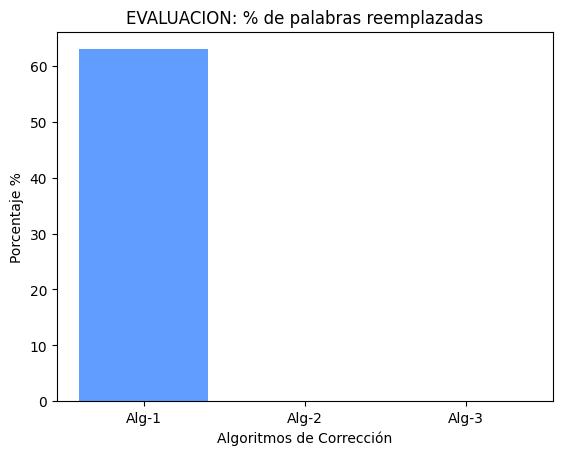 EVALUACION: % de palabras reemplazadas
Porcentaje %
60
50
40
30
20
10
0
Alg-1 Alg-2 Alg-3
Algoritmos de Corrección